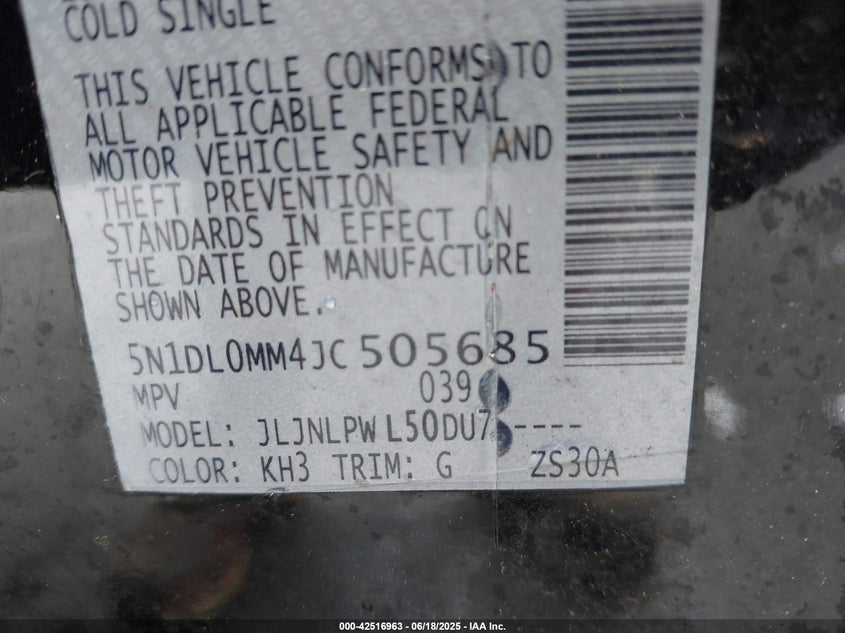 COLD SINGLE
THIS VEHICLE CONFORMS TO
ALL APPLICABLE FEDERAL
MOTOR VEHICLE SAFETY AND
THEFT PREVENTION
STANDARDS IN EFFECT ON
THE DATE OF MANUFACTURE
SHOWN ABOVE.
5N1DL0MM4JC505685
MPV 039
MODEL: JLJNLPW L50DU7-----
COLOR: KH3 TRIM: G ZS30A
000-42516963 - 06/18/2025 - IAA Inc.